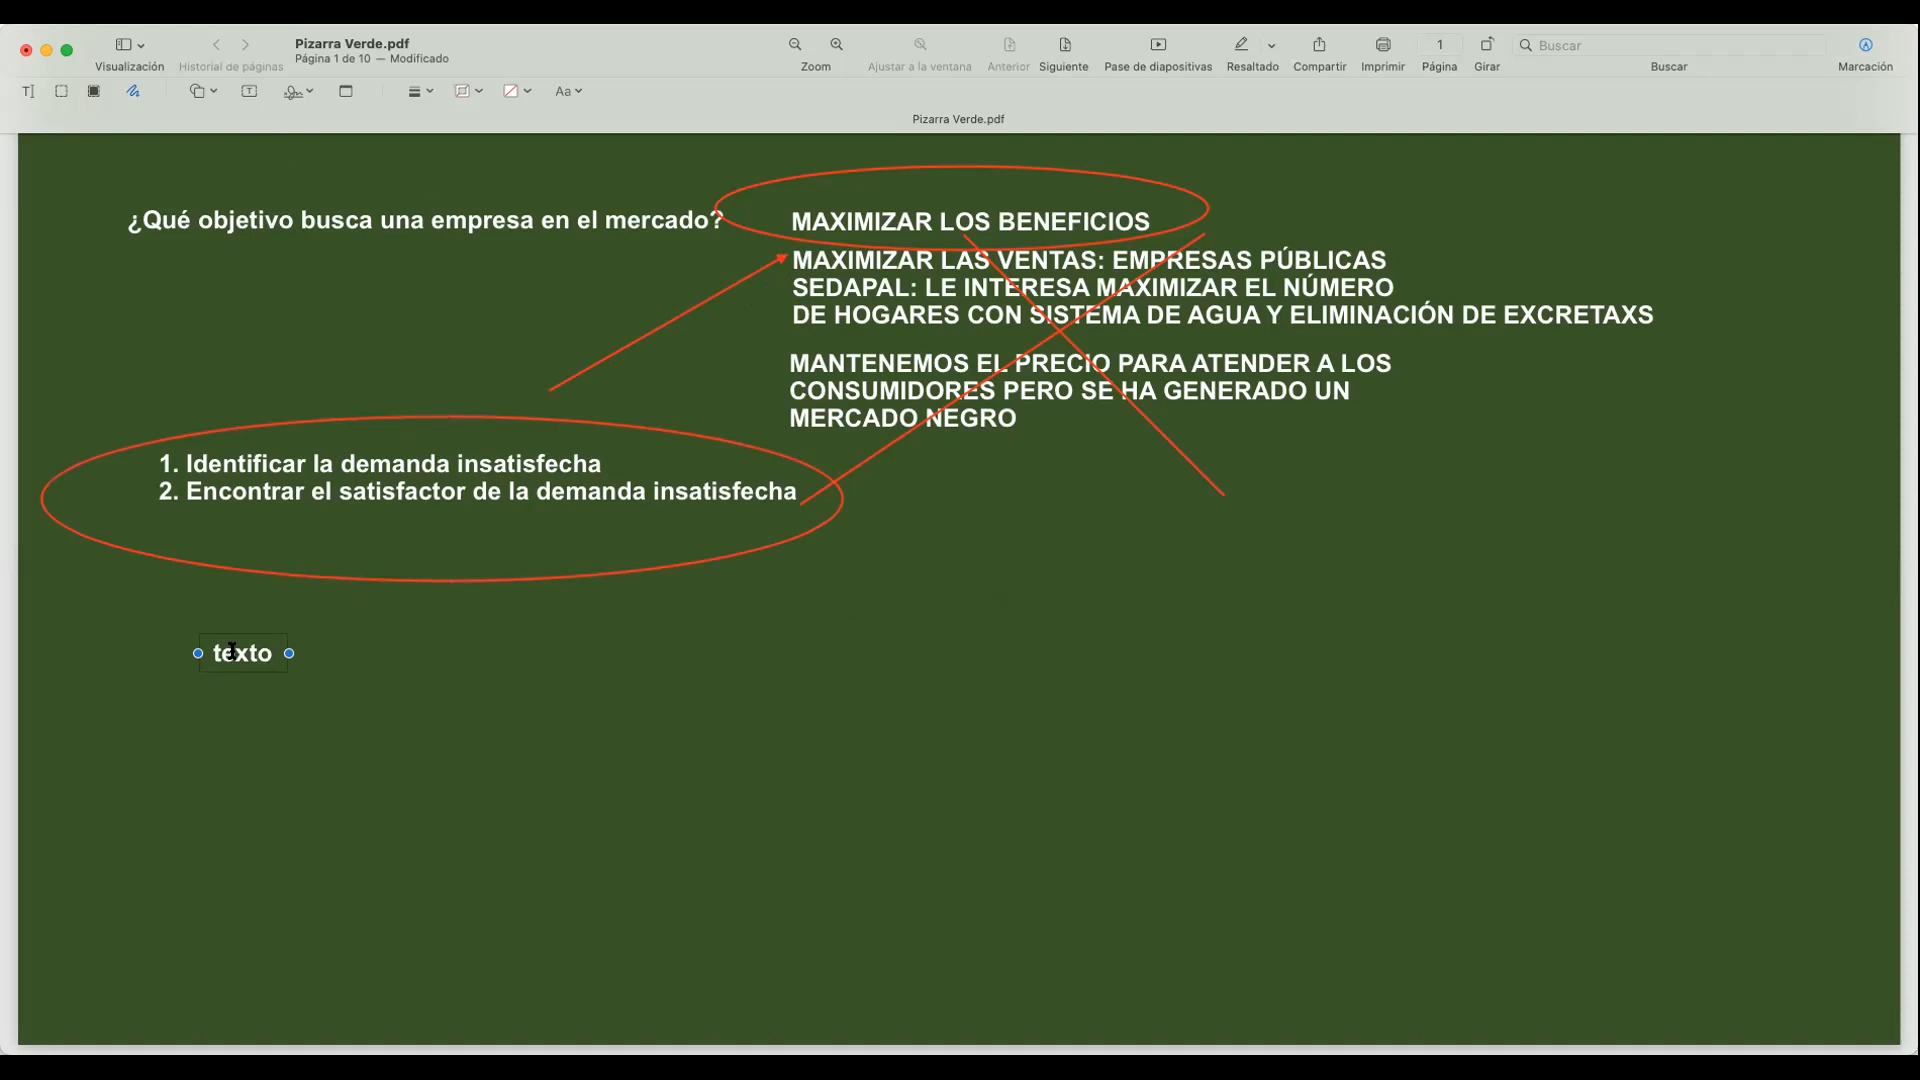 Pizarra Verde.pdf
Página 1 de 10 — Modificado
Visualización
Historial de páginas
Zoom
Ajustar a la ventana
Anterior
Siguiente
Pase de diapositivas
Resaltado
Compartir
Imprimir
1
Página
Girar
Buscar
Buscar
Marcación
Aa
Pizarra Verde.pdf
¿Qué objetivo busca una empresa en el mercado?
MAXIMIZAR LOS BENEFICIOS
MAXIMIZAR LAS VENTAS: EMPRESAS PÚBLICAS
SEDAPAL: LE INTERESA MAXIMIZAR EL NÚMERO
DE HOGARES CON SISTEMA DE AGUA Y ELIMINACIÓN DE EXCRETAXS
MANTENEMOS EL PRECIO PARA ATENDER A LOS
CONSUMIDORES PERO SE HA GENERADO UN
MERCADO NEGRO
1. Identificar la demanda insatisfecha
2. Encontrar el satisfactor de la demanda insatisfecha
texto